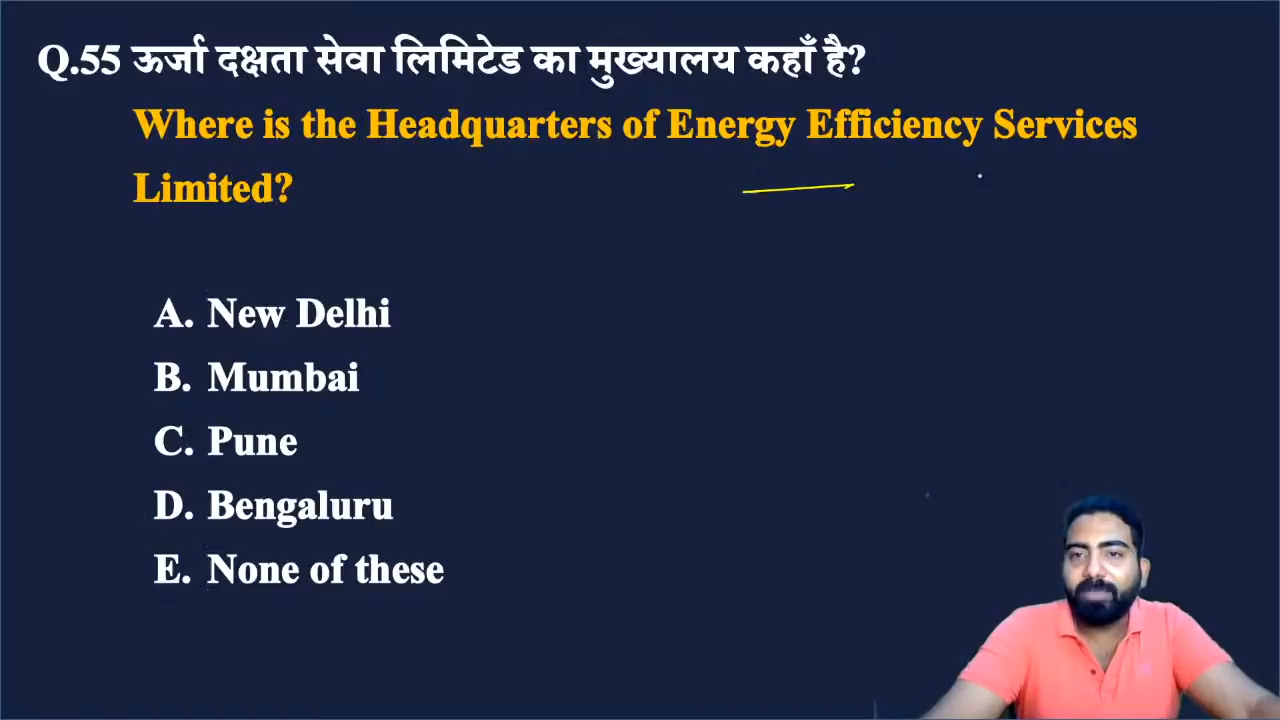 Q.55 ऊर्जा दक्षता सेवा लिमिटेड का मुख्यालय कहाँ है?
Where is the Headquarters of Energy Efficiency Services
Limited?
A. New Delhi
B. Mumbai
C. Pune
D. Bengaluru
E. None of these